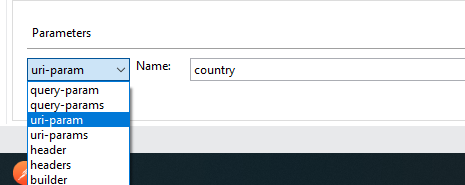 Parameters
uri-param Name: country
query-param
query-params
uri-param
uri-params
header
headers
builder